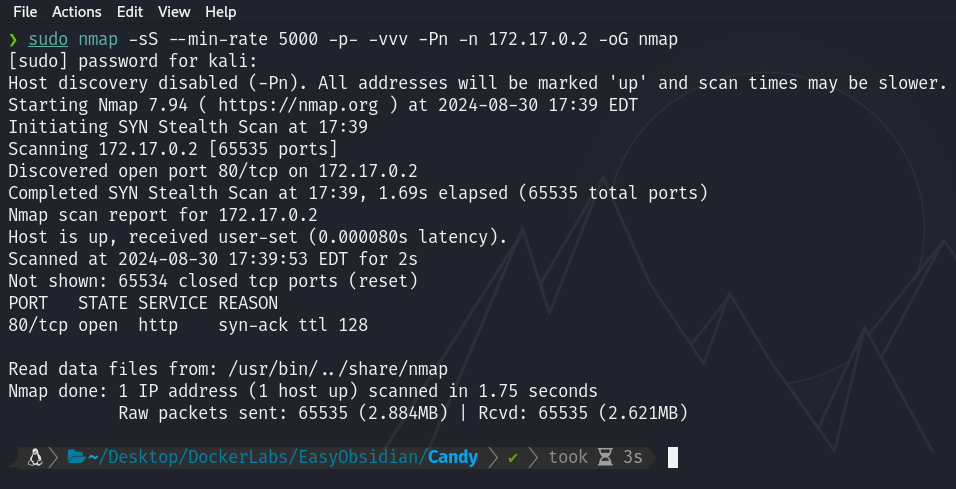 File Actions Edit View Help
❯ sudo nmap -sS --min-rate 5000 -p- -vvv -Pn -n 172.17.0.2 -oG nmap
[sudo] password for kali:
Host discovery disabled (-Pn). All addresses will be marked 'up' and scan times may be slower.
Starting Nmap 7.94 ( https://nmap.org ) at 2024-08-30 17:39 EDT
Initiating SYN Stealth Scan at 17:39
Scanning 172.17.0.2 [65535 ports]
Discovered open port 80/tcp on 172.17.0.2
Completed SYN Stealth Scan at 17:39, 1.69s elapsed (65535 total ports)
Nmap scan report for 172.17.0.2
Host is up, received user-set (0.000080s latency).
Scanned at 2024-08-30 17:39:53 EDT for 2s
Not shown: 65534 closed tcp ports (reset)
PORT   STATE SERVICE REASON
80/tcp open  http    syn-ack ttl 128
Read data files from: /usr/bin/../share/nmap
Nmap done: 1 IP address (1 host up) scanned in 1.75 seconds
           Raw packets sent: 65535 (2.884MB) | Rcvd: 65535 (2.621MB)
~/Desktop/DockerLabs/EasyObsidian/Candy ✔ took 3s